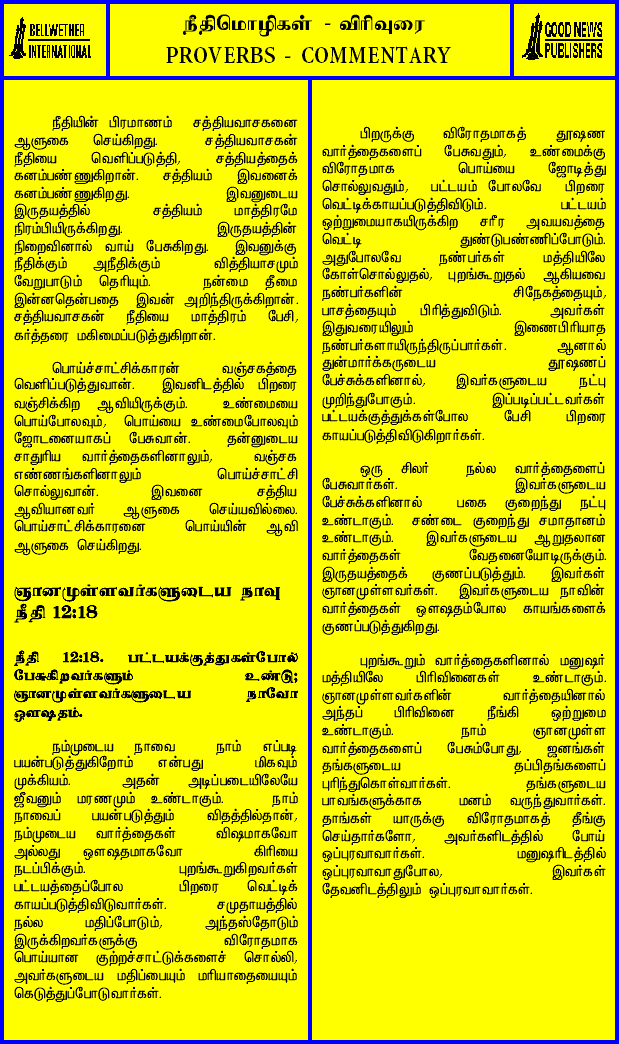 BELLWETHER
INTERNATIONAL
நீதிமொழிகள் - விரிவுரை
PROVERBS - COMMENTARY
GOOD NEWS
PUBLISHERS
நீதியின் பிரமாணம் சத்தியவாசகனை
ஆளுகை செய்கிறது. சத்தியவாசகன்
நீதியை வெளிப்படுத்தி, சத்தியத்தைக்
கனம்பண்ணுகிறான். சத்தியம் இவனைக்
கனம்பண்ணுகிறது. இவனுடைய
இருதயத்தில் சத்தியம் மாத்திரமே
நிரம்பியிருக்கிறது. இருதயத்தின்
நிறைவினால் வாய் பேசுகிறது. இவனுக்கு
நீதிக்கும் அநீதிக்கும் வித்தியாசமும்
வேறுபாடும் தெரியும். நன்மை தீமை
இன்னதென்பதை இவன் அறிந்திருக்கிறான்.
சத்தியவாசகன் நீதியை மாத்திரம் பேசி,
கர்த்தரை மகிமைப்படுத்துகிறான்.
பொய்ச்சாட்சிக்காரன் வஞ்சகத்தை
வெளிப்படுத்துவான். இவனிடத்தில் பிறரை
வஞ்சிக்கிற ஆவியிருக்கும். உண்மையை
பொய்போலவும், பொய்யை உண்மைபோலவும்
ஜோடனையாகப் பேசுவான். தன்னுடைய
சாதுரிய வார்த்தைகளினாலும், வஞ்சக
எண்ணங்களினாலும் பொய்ச்சாட்சி
சொல்லுவான். இவனை சத்திய
ஆவியானவர் ஆளுகை செய்யவில்லை.
பொய்சாட்சிக்காரனை பொய்யின் ஆவி
ஆளுகை செய்கிறது.
ஞானமுள்ளவர்களுடைய நாவு
நீதி 12:18
நீதி 12:18. பட்டயக்குத்துகள்போல்
பேசுகிறவர்களும் உண்டு;
ஞானமுள்ளவர்களுடைய நாவோ
ஔஷதம்.
நம்முடைய நாவை நாம் எப்படி
பயன்படுத்துகிறோம் என்பது மிகவும்
முக்கியம். அதன் அடிப்படையிலேயே
ஜீவனும் மரணமும் உண்டாகும். நாம்
நாவைப் பயன்படுத்தும் விதத்தில்தான்,
நம்முடைய வார்த்தைகள் விஷமாகவோ
அல்லது ஔஷதமாகவோ கிரியை
நடப்பிக்கும். புறங்கூறுகிறவர்கள்
பட்டயத்தைப்போல பிறரை வெட்டிக்
காயப்படுத்திவிடுவார்கள். சமுதாயத்தில்
நல்ல மதிப்போடும், அந்தஸ்தோடும்
இருக்கிறவர்களுக்கு விரோதமாக
பொய்யான குற்றச்சாட்டுக்களைச் சொல்லி,
அவர்களுடைய மதிப்பையும் மரியாதையையும்
கெடுத்துப்போடுவார்கள்.
பிறருக்கு விரோதமாகத் தூஷண
வார்த்தைகளைப் பேசுவதும், உண்மைக்கு
விரோதமாக பொய்யை ஜோடித்து
சொல்லுவதும், பட்டயம் போலவே பிறரை
வெட்டிக்காயப்படுத்திவிடும். பட்டயம்
ஒற்றுமையாகயிருக்கிற சரீர அவயவத்தை
வெட்டி துண்டுபண்ணிப்போடும்.
அதுபோலவே நண்பர்கள் மத்தியிலே
கோள்சொல்லுதல், புறங்கூறுதல் ஆகியவை
நண்பர்களின் சிநேகத்தையும்,
பாசத்தையும் பிரித்துவிடும். அவர்கள்
இதுவரையிலும் இணைபிரியாத
நண்பர்களாயிருந்திருப்பார்கள். ஆனால்
துன்மார்க்கருடைய தூஷணப்
பேச்சுக்களினால், இவர்களுடைய நட்பு
முறிந்துபோகும். இப்படிப்பட்டவர்கள்
பட்டயக்குத்துக்கள்போல பேசி பிறரை
காயப்படுத்திவிடுகிறார்கள்.
ஒரு சிலர் நல்ல வார்த்தைளைப்
பேசுவார்கள். இவர்களுடைய
பேச்சுக்களினால் பகை குறைந்து நட்பு
உண்டாகும். சண்டை குறைந்து சமாதானம்
உண்டாகும். இவர்களுடைய ஆறுதலான
வார்த்தைகள் வேதனையோடிருக்கும்.
இருதயத்தைக் குணப்படுத்தும். இவர்கள்
ஞானமுள்ளவர்கள். இவர்களுடைய நாவின்
வார்த்தைகள் ஔஷதம்போல காயங்களைக்
குணப்படுத்துகிறது.
புறங்கூறும் வார்த்தைகளினால் மனுஷர்
மத்தியிலே பிரிவினைகள் உண்டாகும்.
ஞானமுள்ளவர்களின் வார்த்தையினால்
அந்தப் பிரிவினை நீங்கி ஒற்றுமை
உண்டாகும். நாம் ஞானமுள்ள
வார்த்தைகளைப் பேசும்போது, ஜனங்கள்
தங்களுடைய தப்பிதங்களைப்
புரிந்துகொள்வார்கள். தங்களுடைய
பாவங்களுக்காக மனம் வருந்துவார்கள்.
தாங்கள் யாருக்கு விரோதமாகத் தீங்கு
செய்தார்களோ, அவர்களிடத்தில் போய்
ஒப்புரவாவார்கள். மனுஷரிடத்தில்
ஒப்புரவாவாதுபோல, இவர்கள்
தேவனிடத்திலும் ஒப்புரவாவார்கள்.